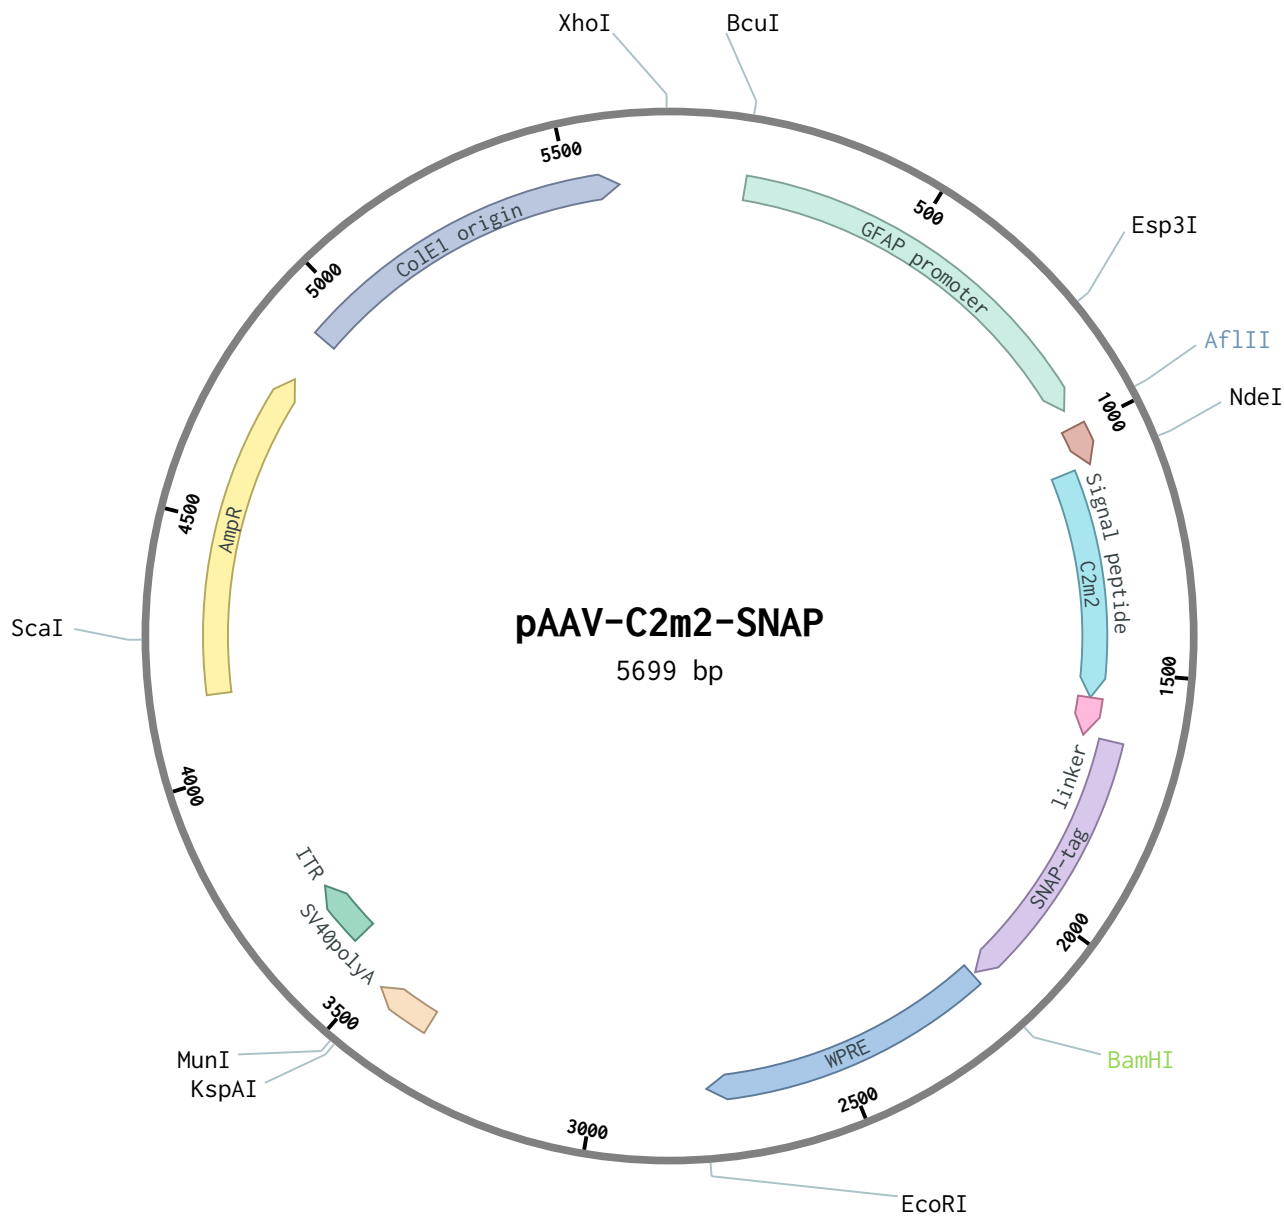 XhoI
BcuI
5500
500
Esp3I
ColE1 origin
GFAP promoter
5000
AflII
NdeI
1000
Signal peptide
4500
AmpR
C2m2
ScaI
pAAV-C2m2-SNAP
5699 bp
1500
linker
4000
SNAP-tag
ITR
SV40polyA
2000
3500
MunI
KspAI
WPRE
BamHI
2500
3000
EcoRI